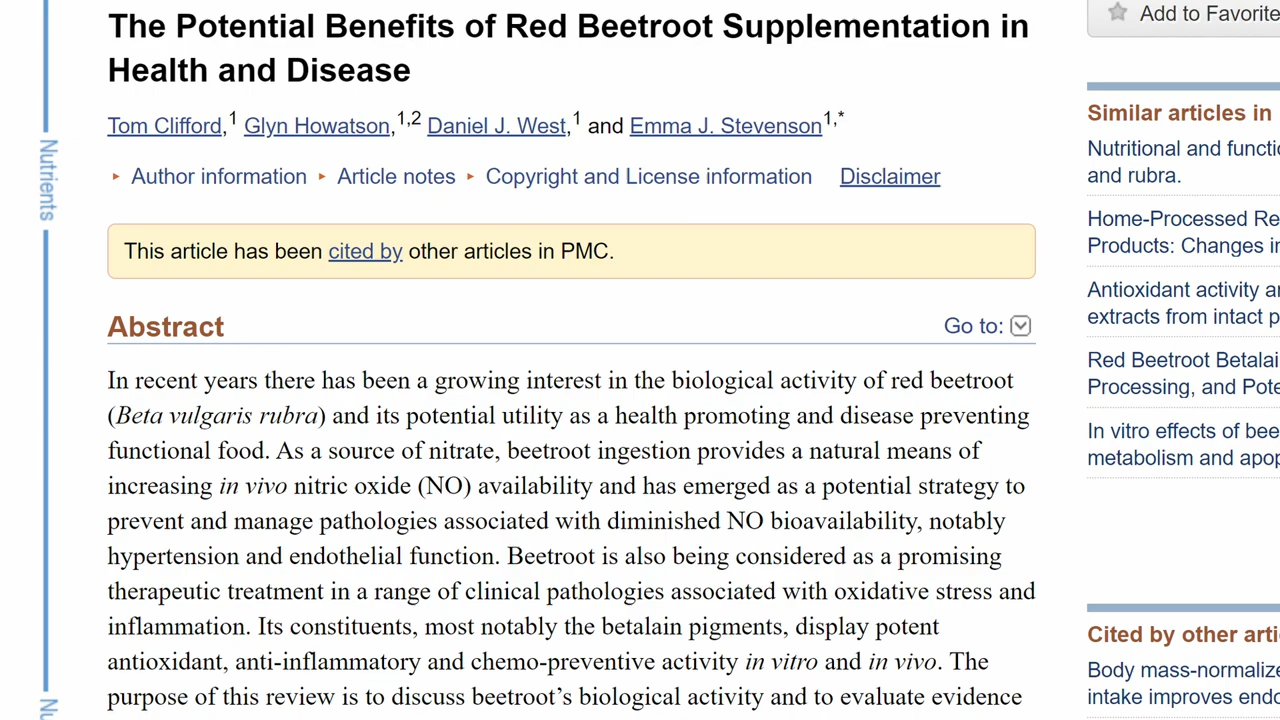 The Potential Benefits of Red Beetroot Supplementation in
Health and Disease
Tom Clifford,1 Glyn Howatson,1,2 Daniel J. West,1 and Emma J. Stevenson1,*
▸ Author information ▸ Article notes ▸ Copyright and License information Disclaimer
This article has been cited by other articles in PMC.
Abstract
Go to:
In recent years there has been a growing interest in the biological activity of red beetroot
(Beta vulgaris rubra) and its potential utility as a health promoting and disease preventing
functional food. As a source of nitrate, beetroot ingestion provides a natural means of
increasing in vivo nitric oxide (NO) availability and has emerged as a potential strategy to
prevent and manage pathologies associated with diminished NO bioavailability, notably
hypertension and endothelial function. Beetroot is also being considered as a promising
therapeutic treatment in a range of clinical pathologies associated with oxidative stress and
inflammation. Its constituents, most notably the betalain pigments, display potent
antioxidant, anti-inflammatory and chemo-preventive activity in vitro and in vivo. The
purpose of this review is to discuss beetroot’s biological activity and to evaluate evidence
Nutrients
Nu
Add to Favorite
Similar articles in
Nutritional and functi
and rubra.
Home-Processed Re
Products: Changes in
Antioxidant activity a
extracts from intact p
Red Beetroot Betalai
Processing, and Pote
In vitro effects of bee
metabolism and apop
Cited by other arti
Body mass-normalize
intake improves endo